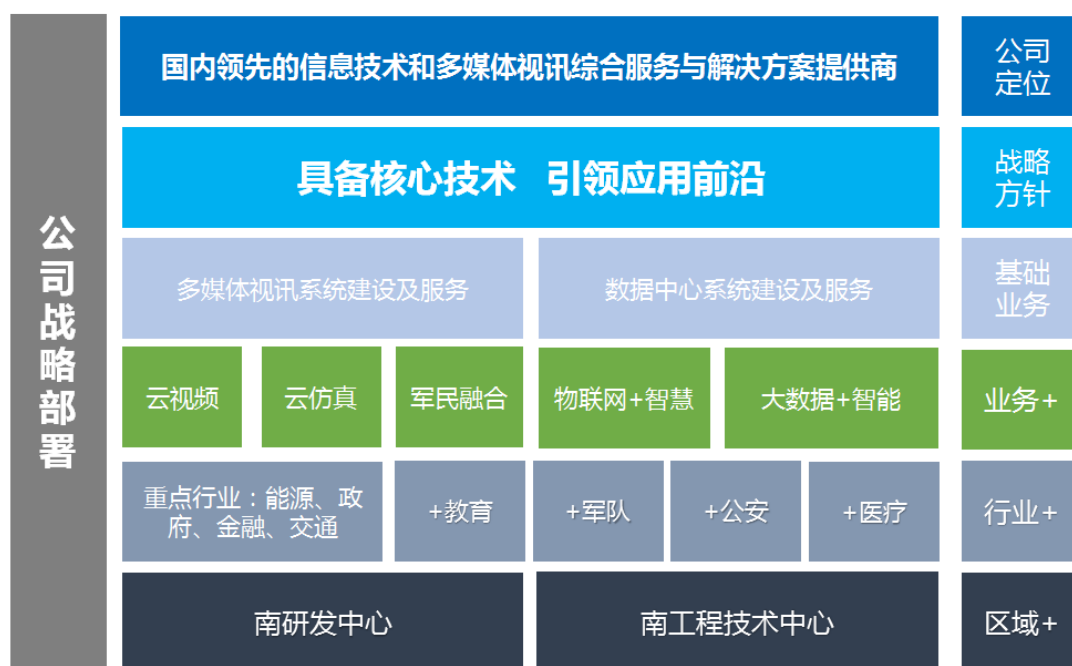 公司战略部署
国内领先的信息技术和多媒体视讯综合服务与解决方案提供商
公司
定位
具备核心技术 引领应用前沿
战略
方针
多媒体视讯系统建设及服务
数据中心系统建设及服务
基础
业务
云视频
云仿真
军民融合
物联网+智慧
大数据+智能
业务+
重点行业：能源、政
府、金融、交通
+教育
+军队
+公安
+医疗
行业+
南研发中心
南工程技术中心
区域+